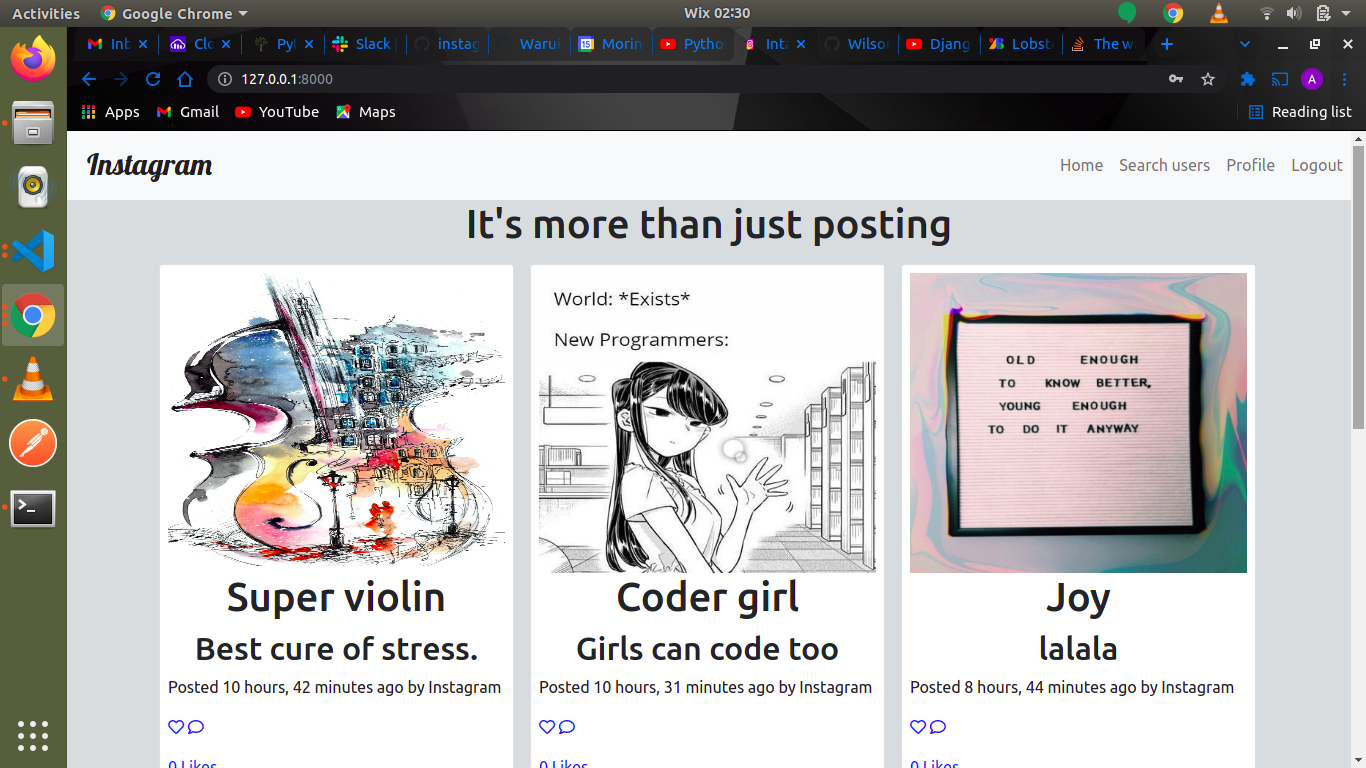 Activities Google Chrome Wix 02:30
Inb Clo Pyt Slack instag Warui Morin Pytho Inta Wilson Djang Lobst The w
127.0.0.1:8000 A
Apps Gmail YouTube Maps Reading list
Instagram Home Search users Profile Logout
It's more than just posting
World: *Exists*
New Programmers:
OLD ENOUGH
TO KNOW BETTER,
YOUNG ENOUGH
TO DO IT ANYWAY
Super violin Coder girl Joy
Best cure of stress. Girls can code too lalala
Posted 10 hours, 42 minutes ago by Instagram Posted 10 hours, 31 minutes ago by Instagram Posted 8 hours, 44 minutes ago by Instagram
0 Likes 0 Likes 0 Likes